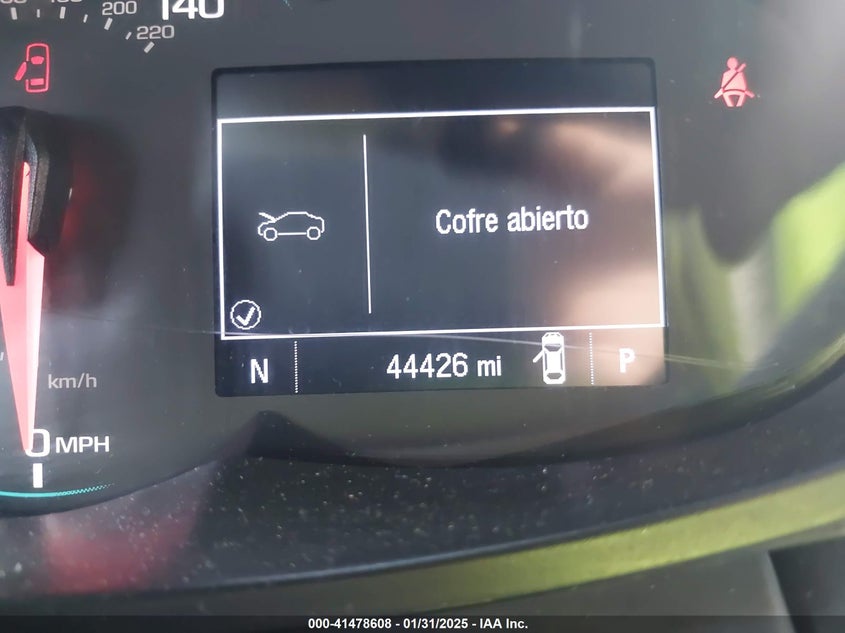 200
140
220
Cofre abierto
N
44426 mi
P
km/h
0 MPH
000-41478608 - 01/31/2025 - IAA Inc.